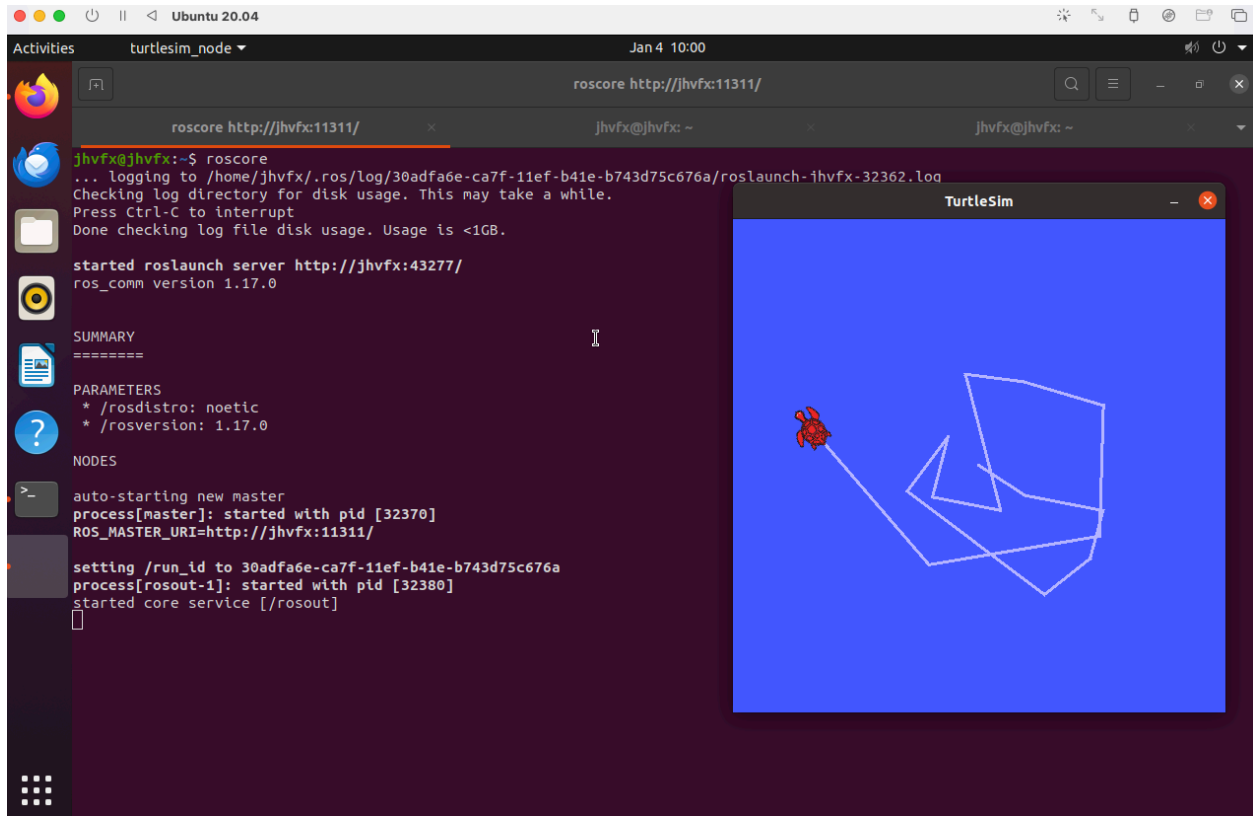 Ubuntu 20.04
Activities turtlesim_node Jan 4 10:00
roscore http://jhvfx:11311/
roscore http://jhvfx:11311/ jhvfx@jhvfx: ~ jhvfx@jhvfx: ~
jhvfx@jhvfx:~$ roscore
... logging to /home/jhvfx/.ros/log/30adfa6e-ca7f-11ef-b41e-b743d75c676a/roslaunch-jhvfx-32362.log
Checking log directory for disk usage. This may take a while.
Press Ctrl-C to interrupt
Done checking log file disk usage. Usage is <1GB.
started roslaunch server http://jhvfx:43277/
ros_comm version 1.17.0
SUMMARY
========
PARAMETERS
* /rosdistro: noetic
* /rosversion: 1.17.0
NODES
auto-starting new master
process[master]: started with pid [32370]
ROS_MASTER_URI=http://jhvfx:11311/
setting /run_id to 30adfa6e-ca7f-11ef-b41e-b743d75c676a
process[rosout-1]: started with pid [32380]
started core service [/rosout]
TurtleSim